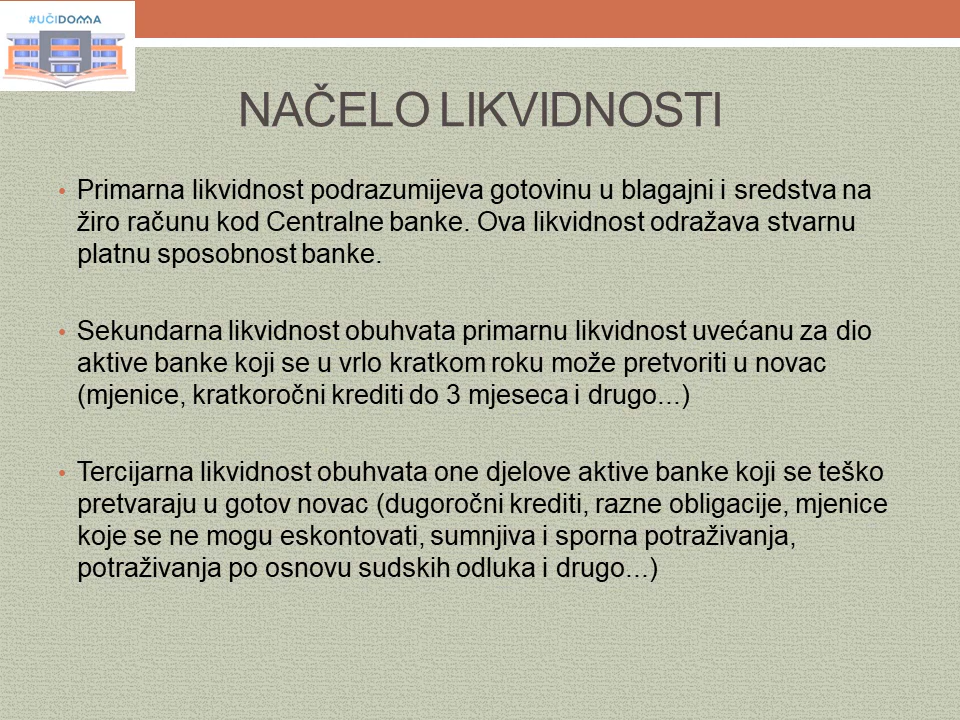 #UČIDOMA
NAČELO LIKVIDNOSTI
• Primarna likvidnost podrazumijeva gotovinu u blagajni i sredstva na
žiro računu kod Centralne banke. Ova likvidnost odražava stvarnu
platnu sposobnost banke.
• Sekundarna likvidnost obuhvata primarnu likvidnost uvećanu za dio
aktive banke koji se u vrlo kratkom roku može pretvoriti u novac
(mjenice, kratkoročni krediti do 3 mjeseca i drugo...)
• Tercijarna likvidnost obuhvata one djelove aktive banke koji se teško
pretvaraju u gotov novac (dugoročni krediti, razne obligacije, mjenice
koje se ne mogu eskontovati, sumnjiva i sporna potraživanja,
potraživanja po osnovu sudskih odluka i drugo...)